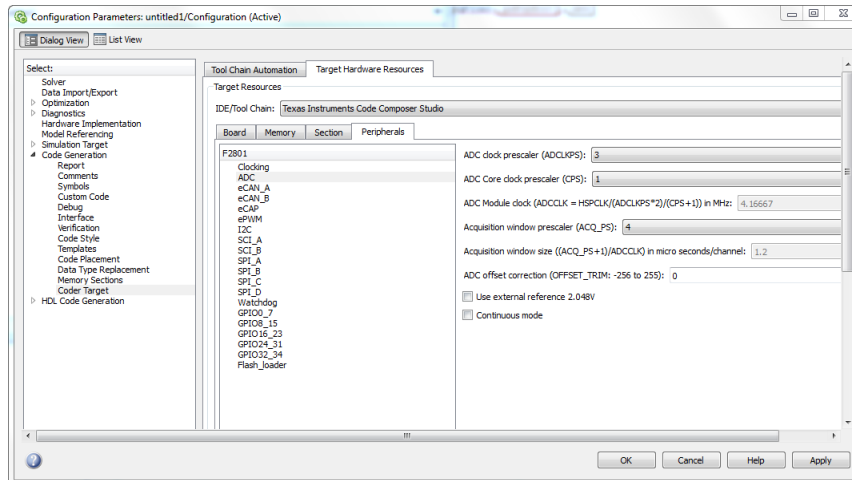 Configuration Parameters: untitled1/Configuration (Active)
Dialog View
List View
Select:
Solver
Data Import/Export
Optimization
Diagnostics
Hardware Implementation
Model Referencing
Simulation Target
Code Generation
Report
Comments
Symbols
Custom Code
Debug
Interface
Verification
Code Style
Templates
Code Placement
Data Type Replacement
Memory Sections
Coder Target
HDL Code Generation
Tool Chain Automation
Target Hardware Resources
Target Resources
IDE/Tool Chain: Texas Instruments Code Composer Studio
Board
Memory
Section
Peripherals
F2801
Clocking
ADC
eCAN_A
eCAN_B
eCAP
ePWM
I2C
SCI_A
SCI_B
SPI_A
SPI_B
SPI_C
SPI_D
Watchdog
GPIO0_7
GPIO8_15
GPIO16_23
GPIO24_31
GPIO32_34
Flash_loader
ADC clock prescaler (ADCLKPS): 3
ADC Core clock prescaler (CPS): 1
ADC Module clock (ADCCLK = HSPCLK/(ADCLKPS*2)/(CPS+1)) in MHz: 4.16667
Acquisition window prescaler (ACQ_PS): 4
Acquisition window size ((ACQ_PS+1)/ADCCLK) in micro seconds/channel: 1.2
ADC offset correction (OFFSET_TRIM: -256 to 255): 0
Use external reference 2.048V
Continuous mode
OK
Cancel
Help
Apply